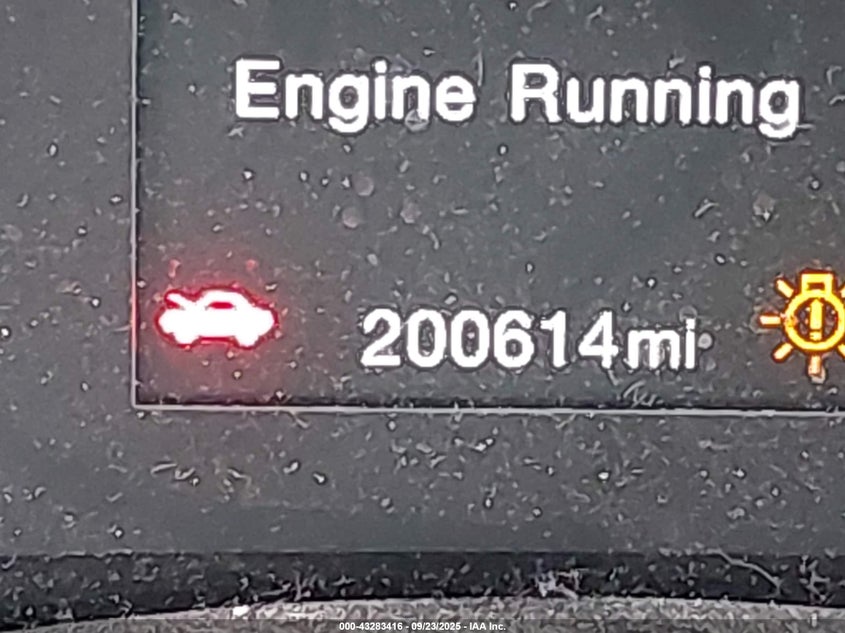 Engine Running
200614mi
000-43283416 - 09/23/2025 - IAA Inc.